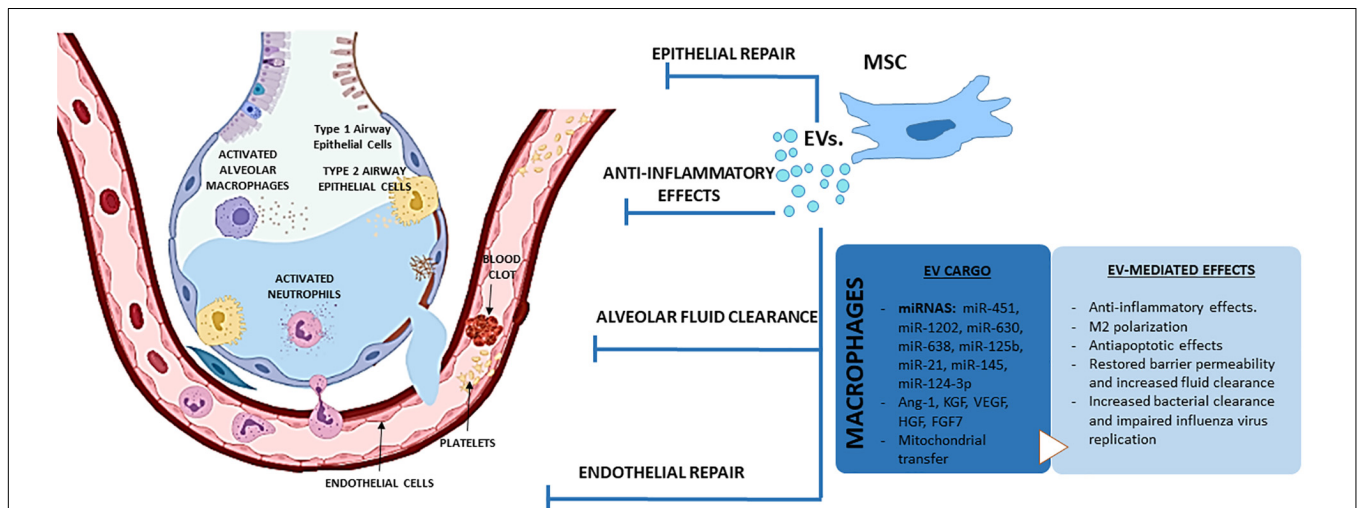 Type 1 Airway
Epithelial Cells
ACTIVATED
ALVEOLAR
MACROPHAGES
TYPE 2 AIRWAY
EPITHELIAL CELLS
ACTIVATED
NEUTROPHILS
BLOOD
CLOT
PLATELETS
ENDOTHELIAL CELLS
EPITHELIAL REPAIR
MSC
EVs.
ANTI-INFLAMMATORY
EFFECTS
ALVEOLAR FLUID CLEARANCE
ENDOTHELIAL REPAIR
MACROPHAGES
EV CARGO
- miRNAS: miR-451,
miR-1202, miR-630,
miR-638, miR-125b,
miR-21, miR-145,
miR-124-3p
- Ang-1, KGF, VEGF,
HGF, FGF7
- Mitochondrial
transfer
EV-MEDIATED EFFECTS
- Anti-inflammatory effects.
- M2 polarization
- Antiapoptotic effects
- Restored barrier permeability
and increased fluid clearance
- Increased bacterial clearance
and impaired influenza virus
replication